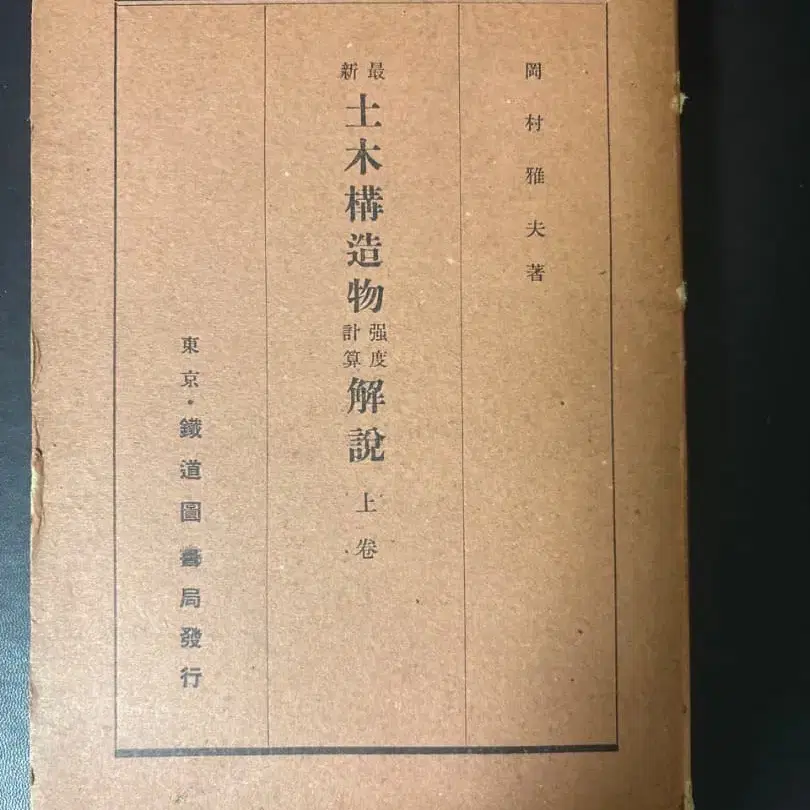 岡村雅夫著
最新土木構造物强度計算解說上卷
東京・鐵道圖書局發行